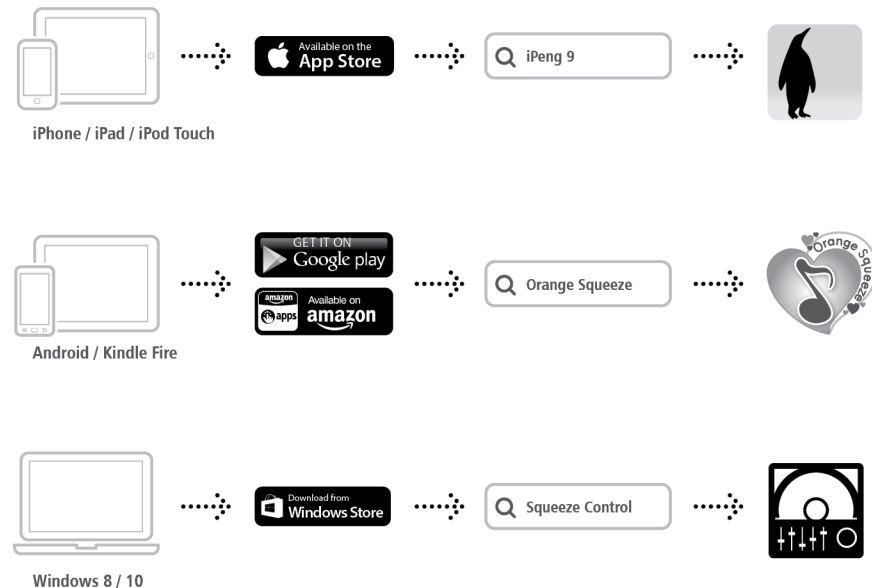 Available on the
App Store
iPeng 9
iPhone / iPad / iPod Touch
GET IT ON
Google play
amazon
apps
Available on
amazon
Orange Squeeze
Orange Squeeze
Android / Kindle Fire
Download from
Windows Store
Squeeze Control
Windows 8 / 10